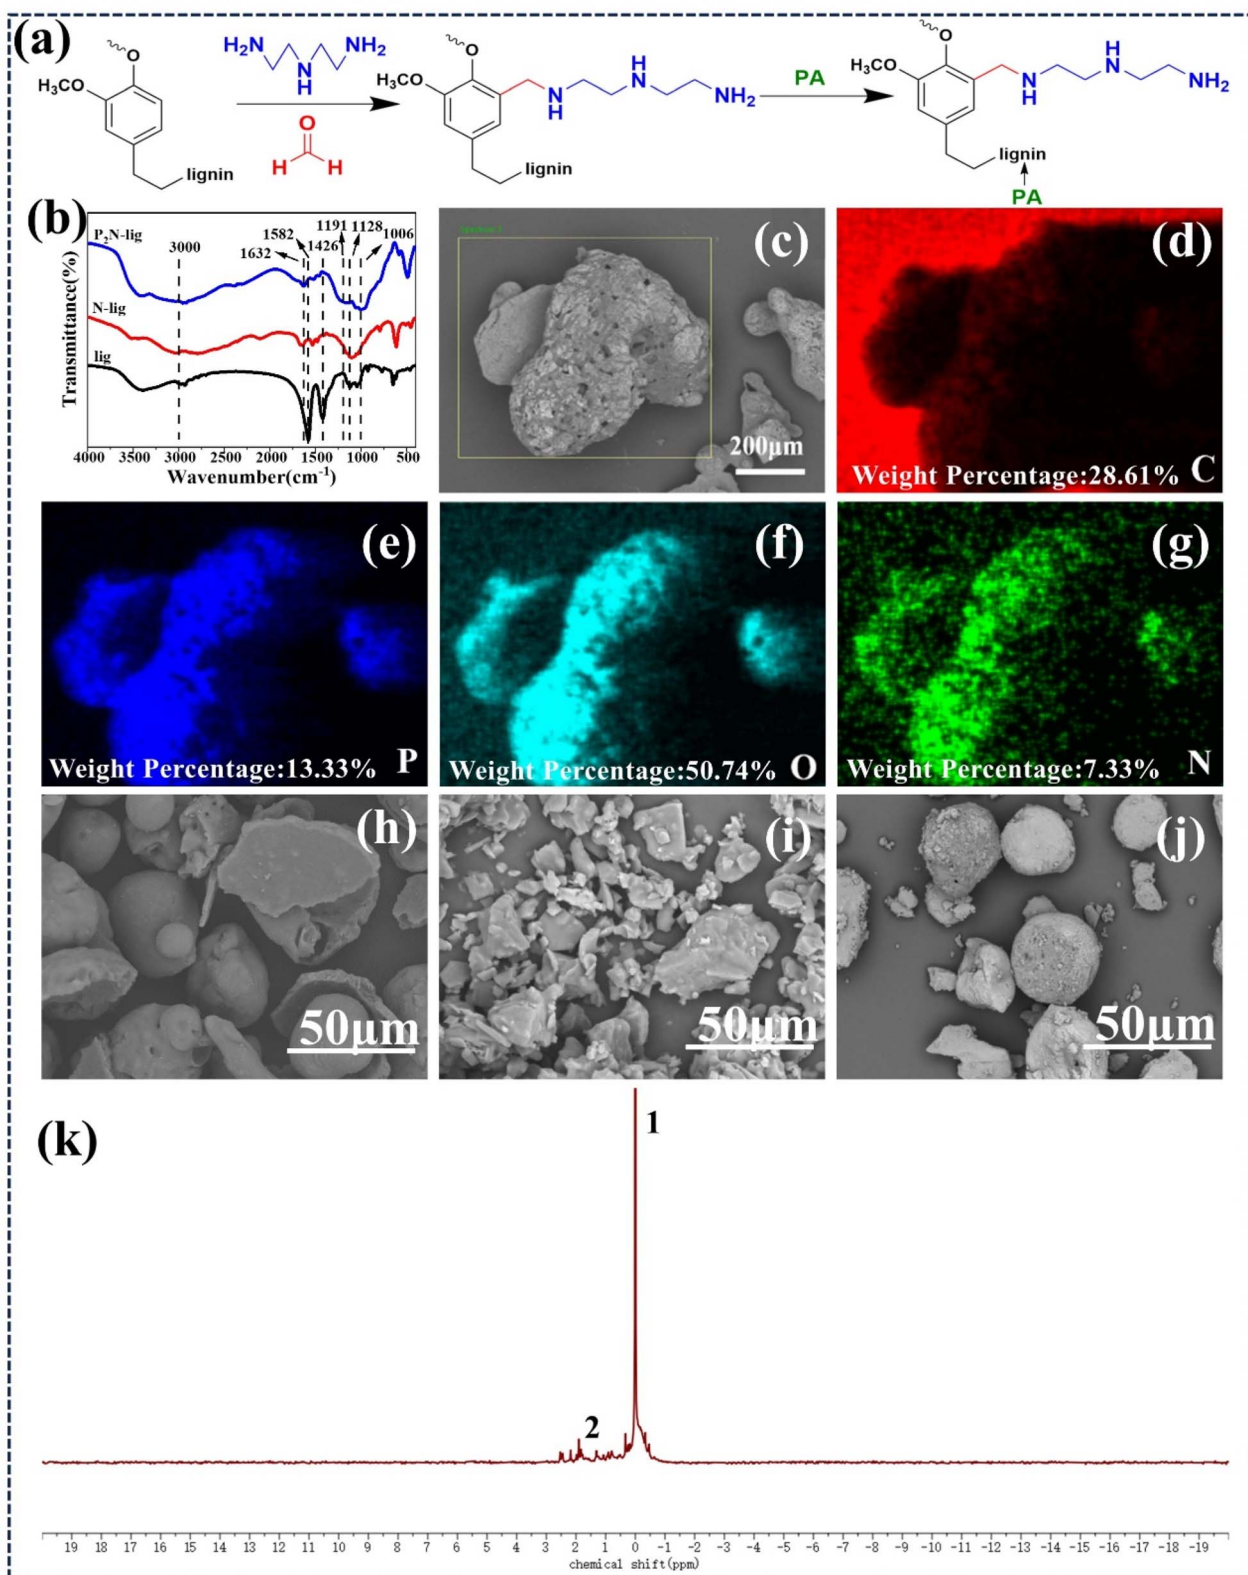 (a)
H₂N NH₂
N
H
O
H₃CO
lignin
O
H H
O
H₃CO
N
H
H
N
NH₂
lignin
PA
O
H₃CO
N
H
H
N
NH₂
lignin
PA
(b)
P₂N-lig
N-lig
lig
3000
1632
1582
1426
1191
1128
1006
Transmittance(%)
4000 3500 3000 2500 2000 1500 1000 500
Wavenumber(cm⁻¹)
(c)
200μm
(d)
Weight Percentage:28.61% C
(e)
Weight Percentage:13.33% P
(f)
Weight Percentage:50.74% O
(g)
Weight Percentage:7.33% N
(h)
50μm
(i)
50μm
(j)
50μm
(k)
1
2
19 18 17 16 15 14 13 12 11 10 9 8 7 6 5 4 3 2 1 0 -1 -2 -3 -4 -5 -6 -7 -8 -9 -10 -11 -12 -13 -14 -15 -16 -17 -18 -19
chemical shift(ppm)